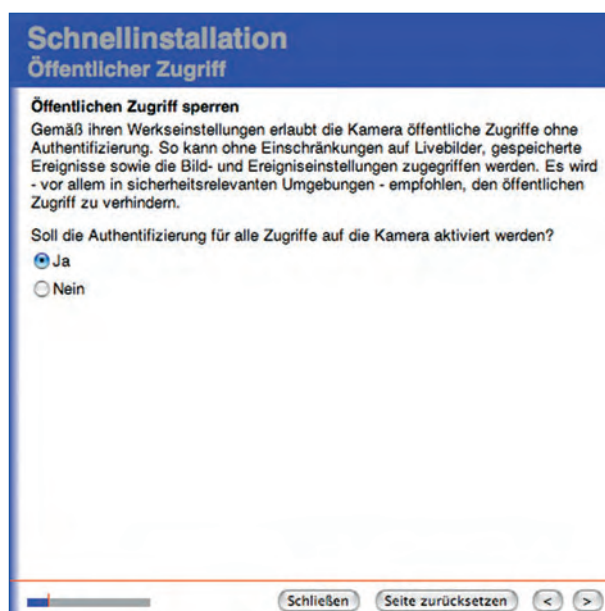 Schnellinstallation
Öffentlicher Zugriff
Öffentlichen Zugriff sperren
Gemäß ihren Werkseinstellungen erlaubt die Kamera öffentliche Zugriffe ohne
Authentifizierung. So kann ohne Einschränkungen auf Livebilder, gespeicherte
Ereignisse sowie die Bild- und Ereigniseinstellungen zugegriffen werden. Es wird
- vor allem in sicherheitsrelevanten Umgebungen - empfohlen, den öffentlichen
Zugriff zu verhindern.
Soll die Authentifizierung für alle Zugriffe auf die Kamera aktiviert werden?
Ja
Nein
Schließen Seite zurücksetzen < >